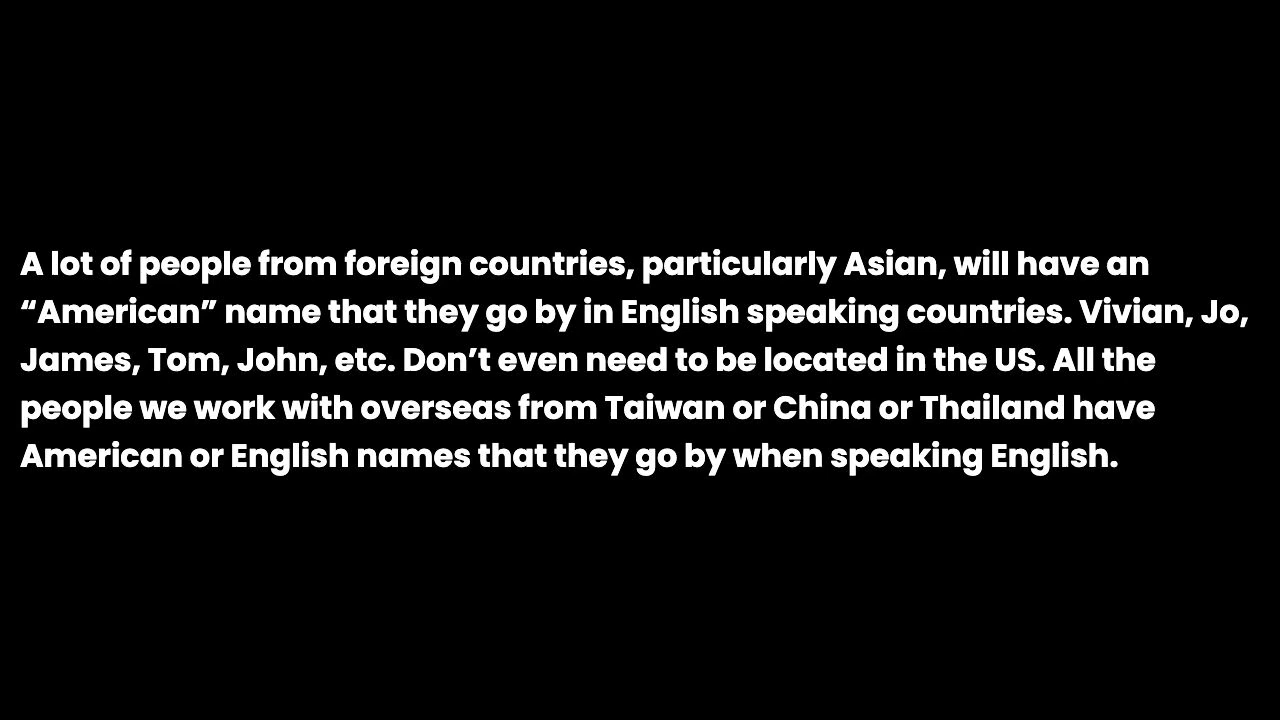 A lot of people from foreign countries, particularly Asian, will have an
“American” name that they go by in English speaking countries. Vivian, Jo,
James, Tom, John, etc. Don’t even need to be located in the US. All the
people we work with overseas from Taiwan or China or Thailand have
American or English names that they go by when speaking English.